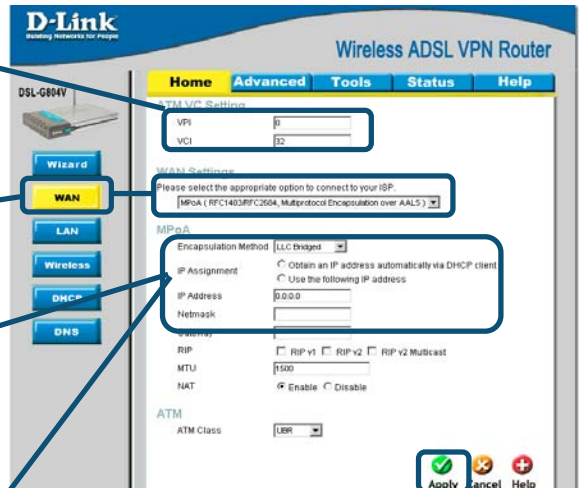 D-Link
Building Networks for People
Wireless ADSL VPN Router
DSL-G804V
Home Advanced Tools Status Help
Wizard
WAN
LAN
Wireless
DHCP
DNS
ATM VC Setting
VPI 0
VCI 32
WAN Settings
Please select the appropriate option to connect to your ISP.
MPoA ( RFC1483/RFC2684, Multiprotocol Encapsulation over AAL5 )
MPoA
Encapsulation Method LLC Bridged
IP Assignment
Obtain an IP address automatically via DHCP client
Use the following IP address
IP Address 0.0.0.0
Netmask
Gateway
RIP RIP v1 RIP v2 RIP v2 Multicast
MTU 1500
NAT Enable Disable
ATM
ATM Class UBR
Apply Cancel Help